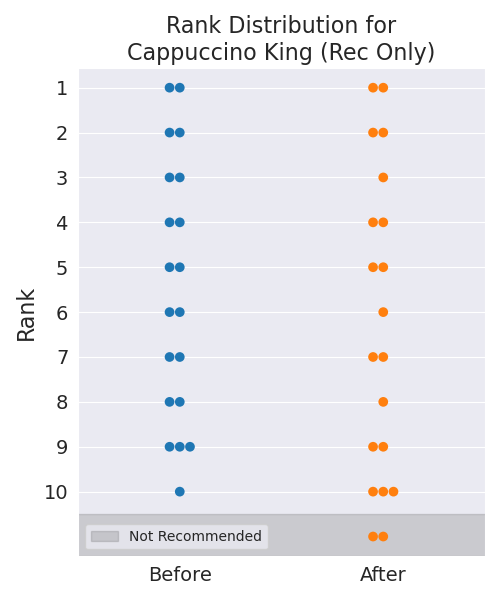 Rank Distribution for
Cappuccino King (Rec Only)
Rank
1
2
3
4
5
6
7
8
9
10
Not Recommended
Before After